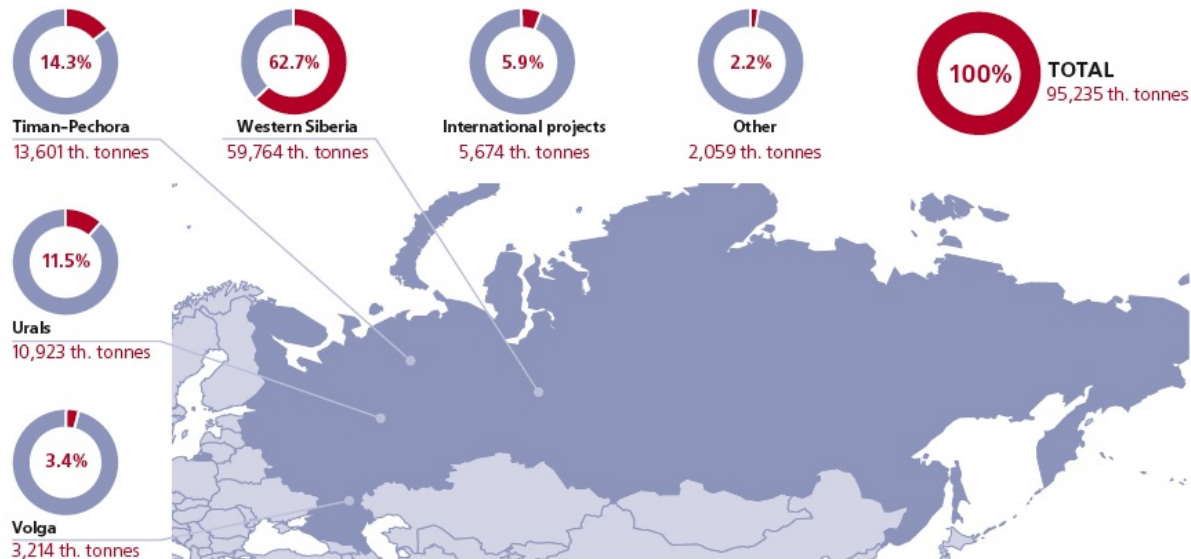 14.3%
Timan–Pechora
13,601 th. tonnes
62.7%
Western Siberia
59,764 th. tonnes
5.9%
International projects
5,674 th. tonnes
2.2%
Other
2,059 th. tonnes
100%
TOTAL
95,235 th. tonnes
11.5%
Urals
10,923 th. tonnes
3.4%
Volga
3,214 th. tonnes